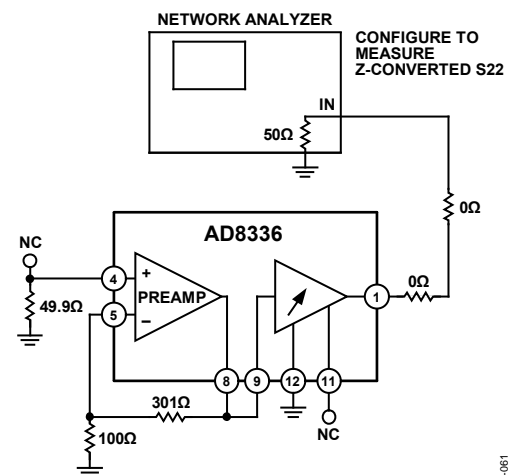 NETWORK ANALYZER
CONFIGURE TO
MEASURE
Z-CONVERTED S22
IN
50Ω
0Ω
AD8336
NC
0Ω
4
+
PREAMP
1
49.9Ω
5
–
8
9
12
11
301Ω
100Ω
NC
-061